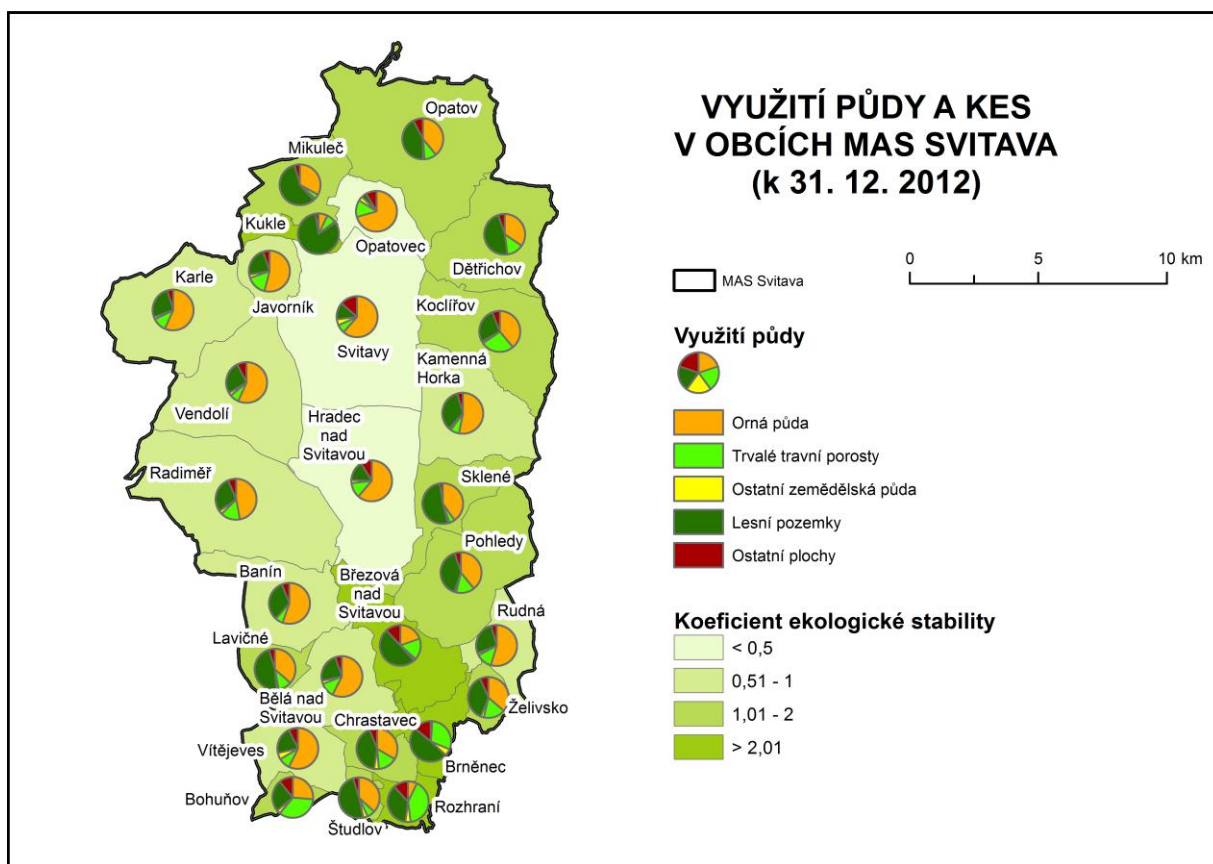 VYUŽITÍ PŮDY A KES
V OBCÍCH MAS SVITAVA
(k 31. 12. 2012)
0
5
10 km
MAS Svitava
Využití půdy
Orná půda
Trvalé travní porosty
Ostatní zemědělská půda
Lesní pozemky
Ostatní plochy
Koeficient ekologické stability
< 0,5
0,51 - 1
1,01 - 2
> 2,01
Opatov
Mikuleč
Kukle
Opatovec
Dětřichov
Karle
Javorník
Koclířov
Svitavy
Kamenná
Horka
Vendolí
Hradec
nad
Svitavou
Radiměř
Sklené
Pohledy
Banín
Březová
nad
Svitavou
Rudná
Lavičné
Bělá nad
Svitavou
Želivsko
Chrastavec
Vítějeves
Brněnec
Bohuňov
Rozhraní
Študlov